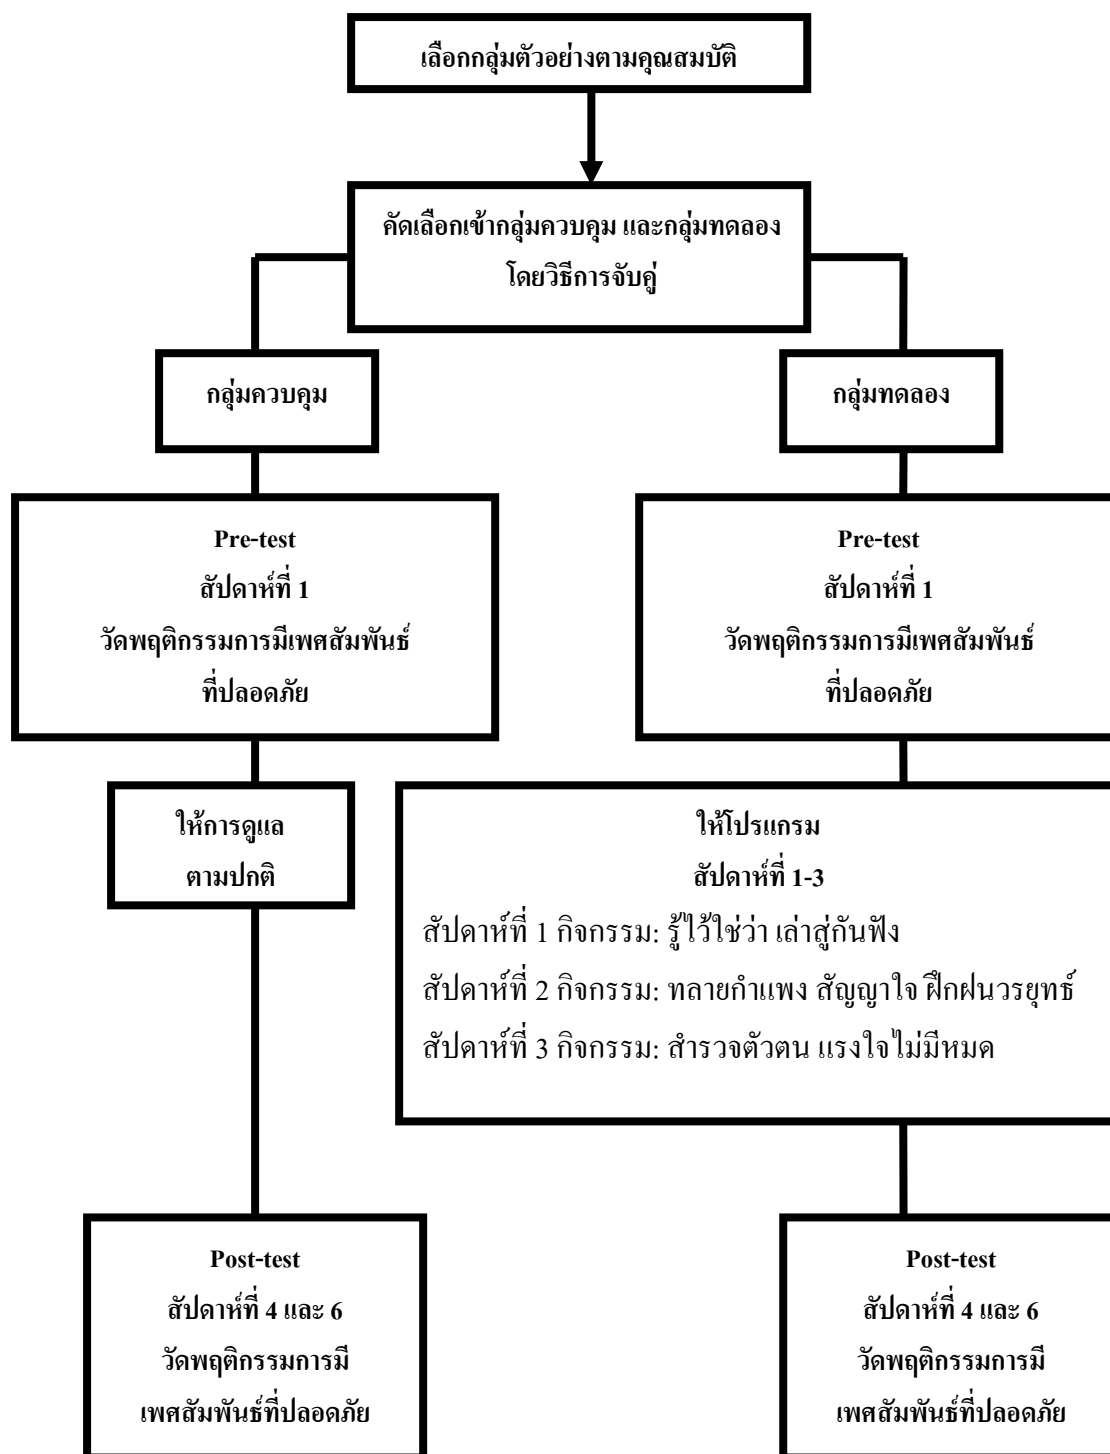 เลือกกลุ่มตัวอย่างตามคุณสมบัติ
คัดเลือกเข้ากลุ่มควบคุม และกลุ่มทดลอง
โดยวิธีการจับคู่
กลุ่มควบคุม
กลุ่มทดลอง
Pre-test
สัปดาห์ที่ 1
วัดพฤติกรรมการมีเพศสัมพันธ์
ที่ปลอดภัย
Pre-test
สัปดาห์ที่ 1
วัดพฤติกรรมการมีเพศสัมพันธ์
ที่ปลอดภัย
ให้การดูแล
ตามปกติ
ให้โปรแกรม
สัปดาห์ที่ 1-3
สัปดาห์ที่ 1 กิจกรรม: รู้ไว้ใช่ว่า เล่าสู่กันฟัง
สัปดาห์ที่ 2 กิจกรรม: ทลายกำแพง สัญญาใจ ฝึกฝนวรยุทธ์
สัปดาห์ที่ 3 กิจกรรม: สำรวจตัวตน แรงใจไม่มีหมด
Post-test
สัปดาห์ที่ 4 และ 6
วัดพฤติกรรมการมี
เพศสัมพันธ์ที่ปลอดภัย
Post-test
สัปดาห์ที่ 4 และ 6
วัดพฤติกรรมการมี
เพศสัมพันธ์ที่ปลอดภัย